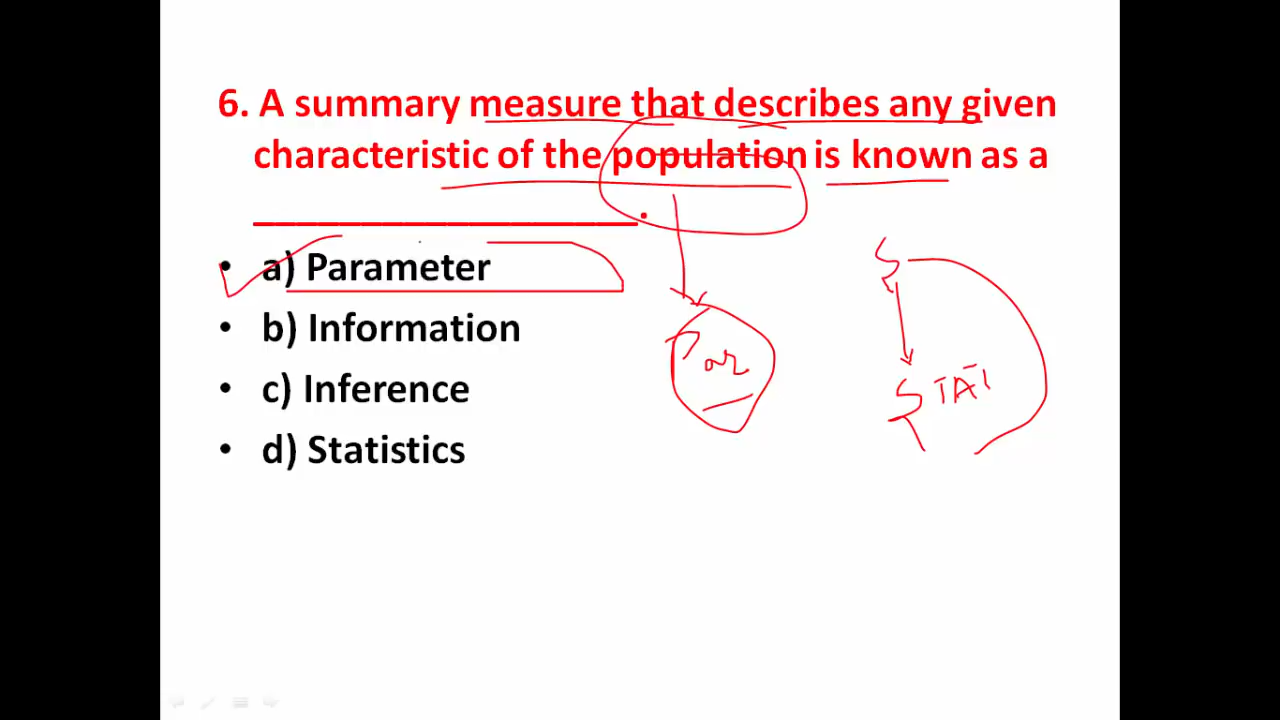 6. A summary measure that describes any given
characteristic of the population is known as a
__________________.
• a) Parameter
• b) Information
• c) Inference
• d) Statistics
Par
S
STAT